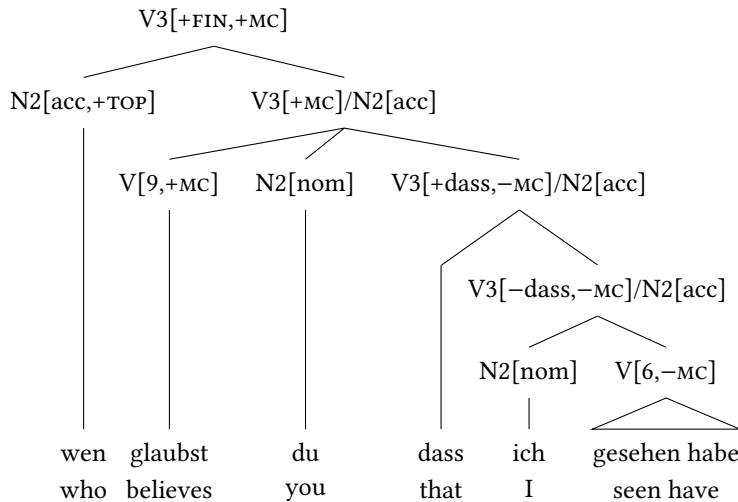 V3[+FIN,+MC]
N2[acc,+TOP] V3[+MC]/N2[acc]
V[9,+MC] N2[nom] V3[+dass,−MC]/N2[acc]
V3[−dass,−MC]/N2[acc]
N2[nom] V[6,−MC]
wen glaubst du dass ich gesehen habe
who believes you that I seen have